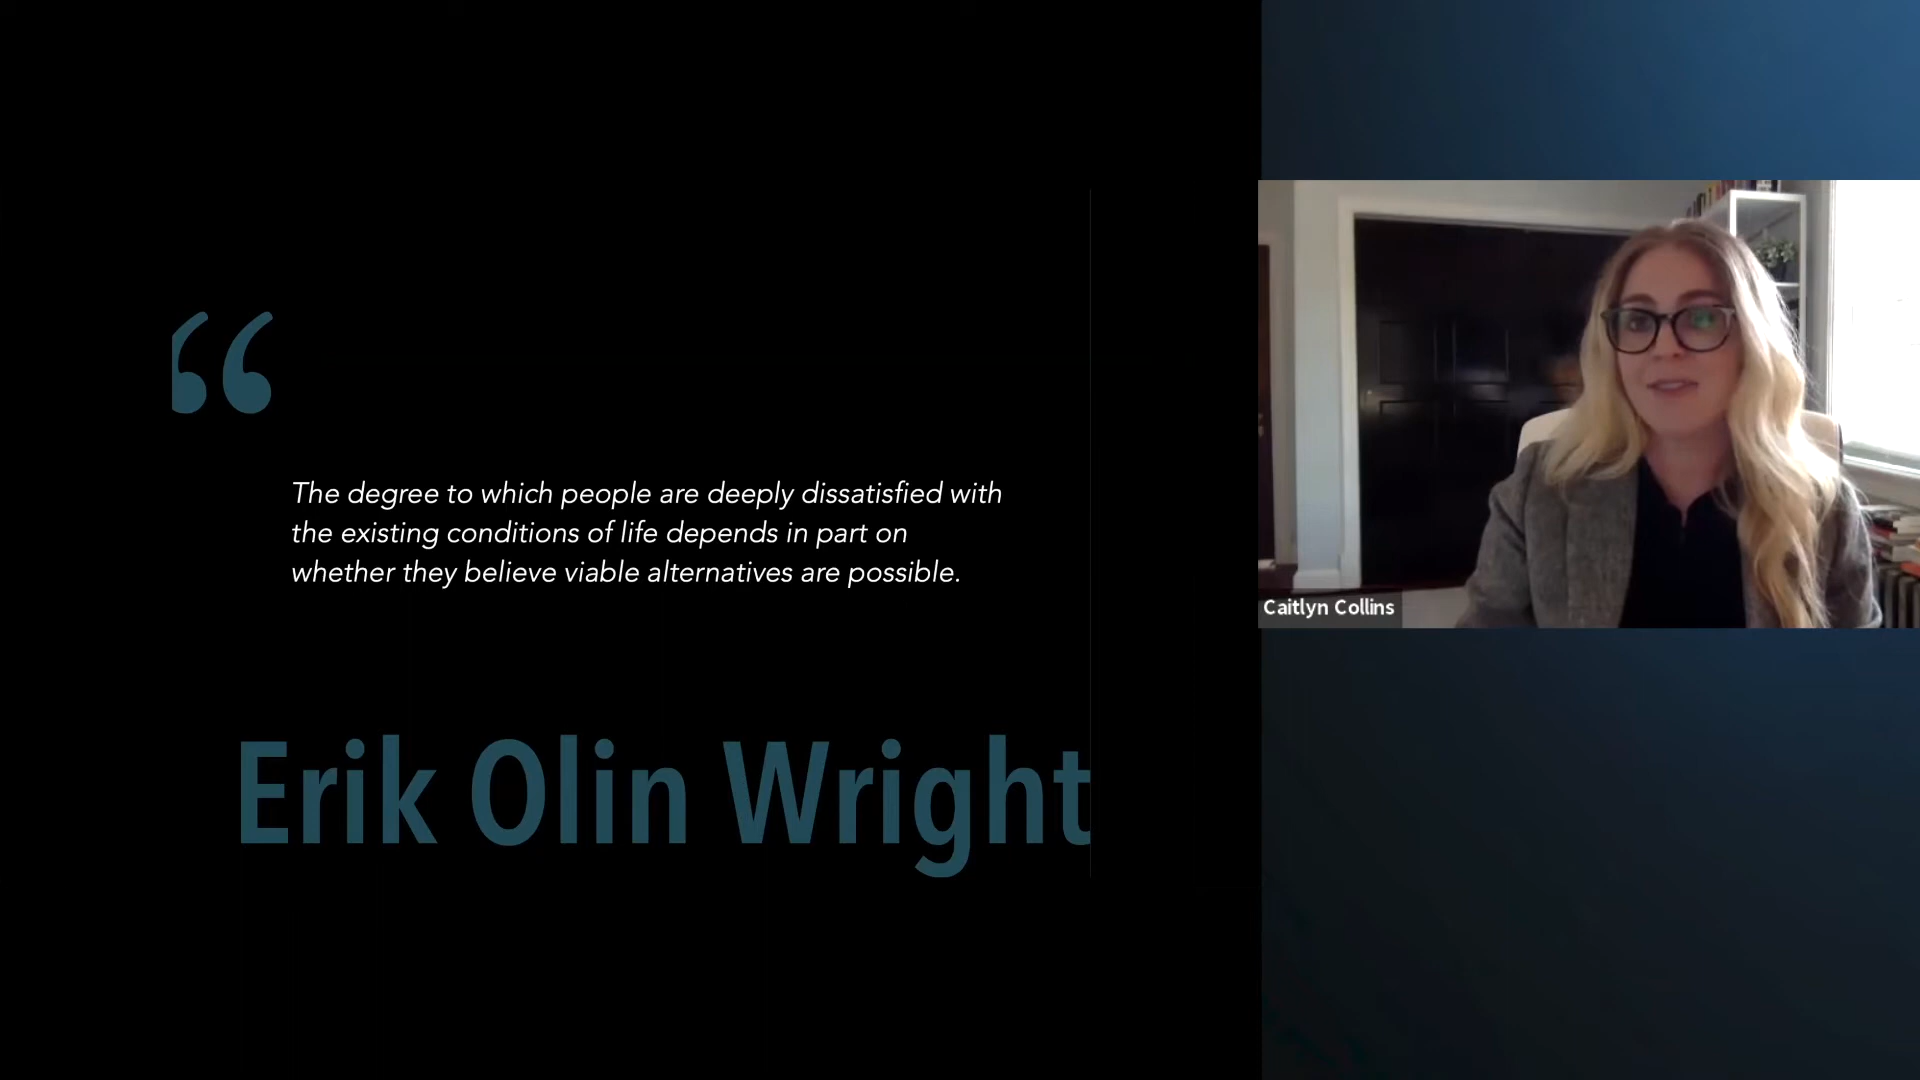 “
The degree to which people are deeply dissatisfied with
the existing conditions of life depends in part on
whether they believe viable alternatives are possible.
Erik Olin Wright
Caitlyn Collins